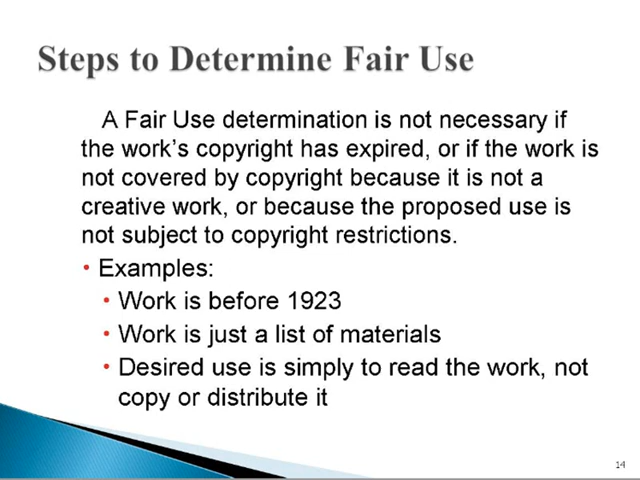 Steps to Determine Fair Use
A Fair Use determination is not necessary if
the work's copyright has expired, or if the work is
not covered by copyright because it is not a
creative work, or because the proposed use is
not subject to copyright restrictions.
• Examples:
• Work is before 1923
• Work is just a list of materials
• Desired use is simply to read the work, not
copy or distribute it
14